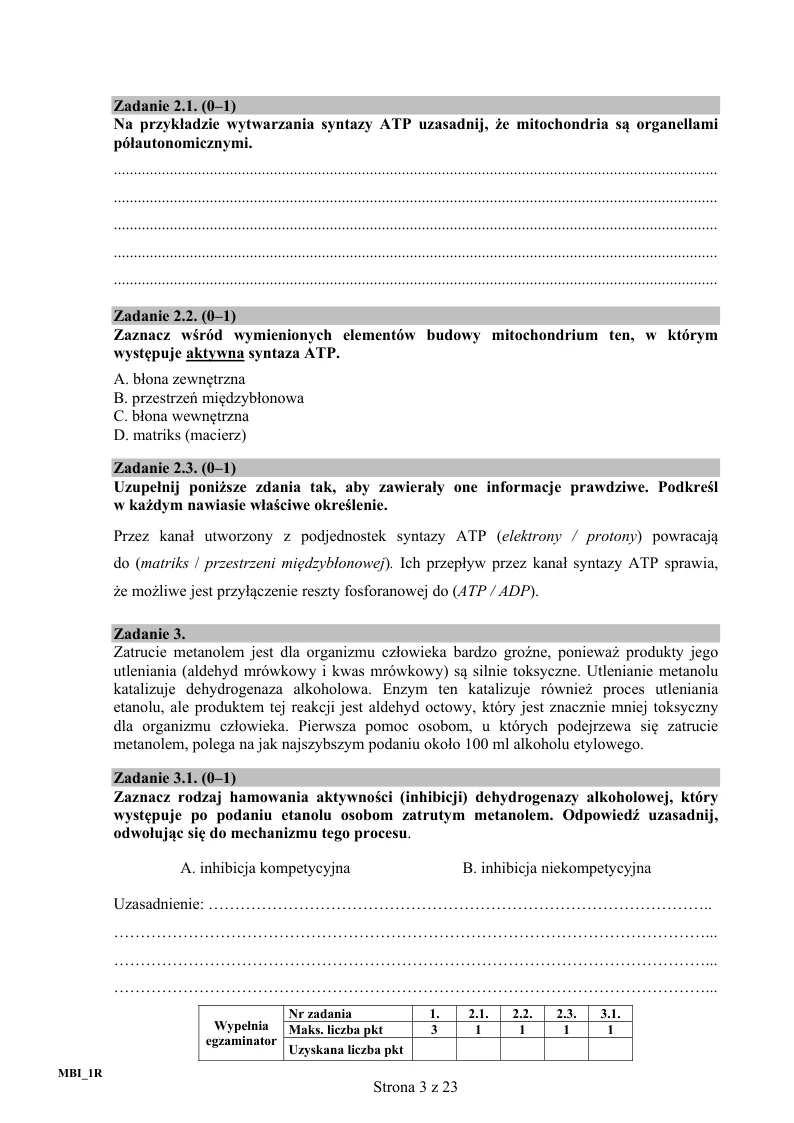 Zadanie 2.1. (0–1)
Na przykładzie wytwarzania syntazy ATP uzasadnij, że mitochondria są organellami
półautonomicznymi.
........................................................................................................................................................
........................................................................................................................................................
........................................................................................................................................................
........................................................................................................................................................
........................................................................................................................................................
Zadanie 2.2. (0–1)
Zaznacz wśród wymienionych elementów budowy mitochondrium ten, w którym
występuje aktywna syntaza ATP.
A. błona zewnętrzna
B. przestrzeń międzybłonowa
C. błona wewnętrzna
D. matriks (macierz)
Zadanie 2.3. (0–1)
Uzupełnij poniższe zdania tak, aby zawierały one informacje prawdziwe. Podkreśl
w każdym nawiasie właściwe określenie.
Przez kanał utworzony z podjednostek syntazy ATP (elektrony / protony) powracają
do (matriks / przestrzeni międzybłonowej). Ich przepływ przez kanał syntazy ATP sprawia,
że możliwe jest przyłączenie reszty fosforanowej do (ATP / ADP).
Zadanie 3.
Zatrucie metanolem jest dla organizmu człowieka bardzo groźne, ponieważ produkty jego
utleniania (aldehyd mrówkowy i kwas mrówkowy) są silnie toksyczne. Utlenianie metanolu
katalizuje dehydrogenaza alkoholowa. Enzym ten katalizuje również proces utleniania
etanolu, ale produktem tej reakcji jest aldehyd octowy, który jest znacznie mniej toksyczny
dla organizmu człowieka. Pierwsza pomoc osobom, u których podejrzewa się zatrucie
metanolem, polega na jak najszybszym podaniu około 100 ml alkoholu etylowego.
Zadanie 3.1. (0–1)
Zaznacz rodzaj hamowania aktywności (inhibicji) dehydrogenazy alkoholowej, który
występuje po podaniu etanolu osobom zatrutym metanolem. Odpowiedź uzasadnij,
odwołując się do mechanizmu tego procesu.
A. inhibicja kompetycyjna B. inhibicja niekompetycyjna
Uzasadnienie: …………………………………………………………………………………..
…………………………………………………………………………………………………...
…………………………………………………………………………………………………...
…………………………………………………………………………………………………...
Wypełnia egzaminator
Nr zadania 1. 2.1. 2.2. 2.3. 3.1.
Maks. liczba pkt 3 1 1 1 1
Uzyskana liczba pkt
MBI_1R
Strona 3 z 23